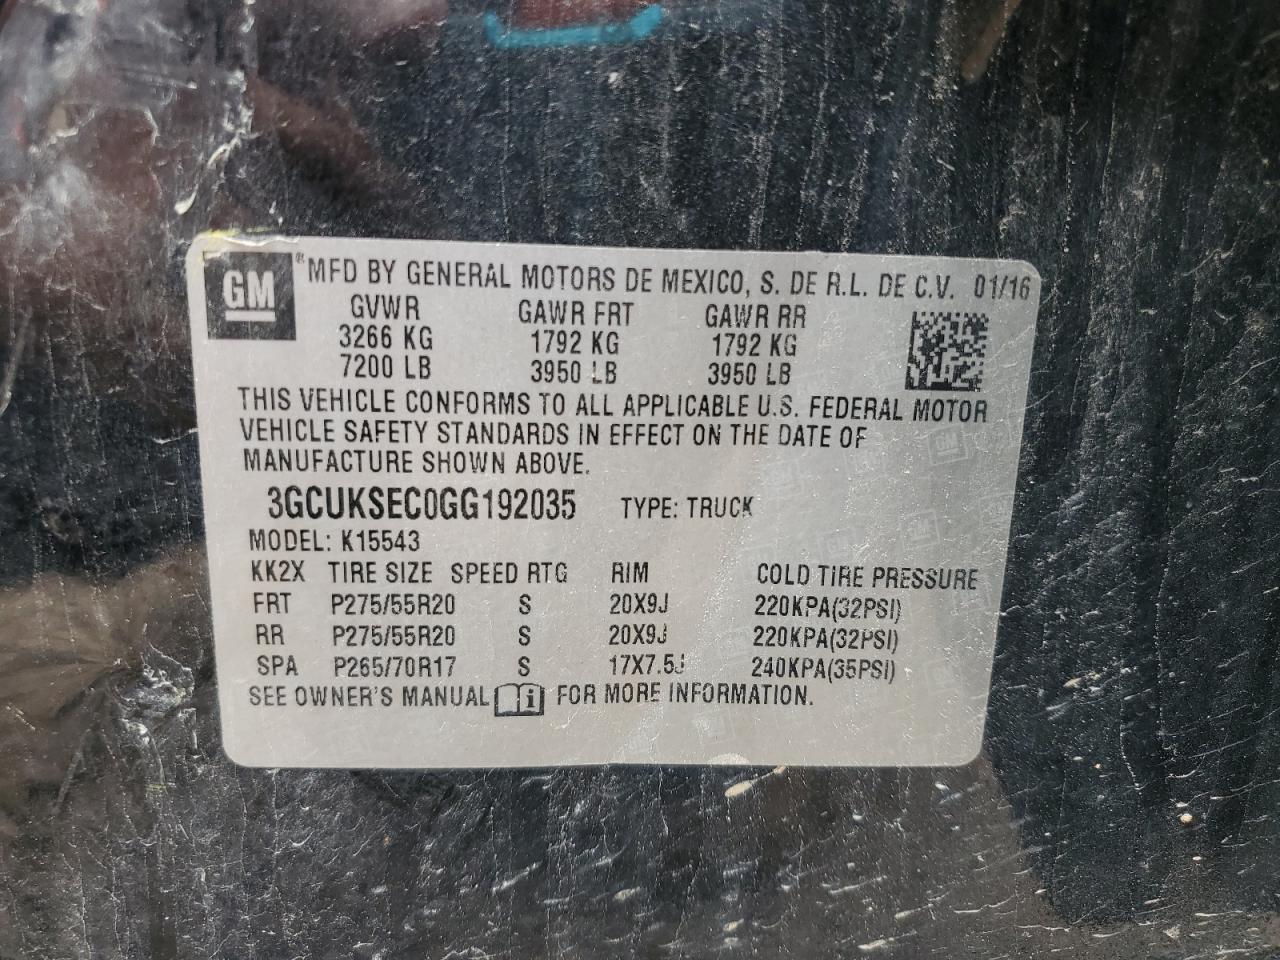 GM ® MFD BY GENERAL MOTORS DE MEXICO, S. DE R.L. DE C.V. 01/16
GVWR GAWR FRT GAWR RR
3266 KG 1792 KG 1792 KG
7200 LB 3950 LB 3950 LB
THIS VEHICLE CONFORMS TO ALL APPLICABLE U.S. FEDERAL MOTOR
VEHICLE SAFETY STANDARDS IN EFFECT ON THE DATE OF
MANUFACTURE SHOWN ABOVE.
3GCUKSEC0GG192035 TYPE: TRUCK
MODEL: K15543
KK2X TIRE SIZE SPEED RTG RIM COLD TIRE PRESSURE
FRT P275/55R20 S 20X9J 220KPA(32PSI)
RR P275/55R20 S 20X9J 220KPA(32PSI)
SPA P265/70R17 S 17X7.5J 240KPA(35PSI)
SEE OWNER'S MANUAL i FOR MORE INFORMATION.